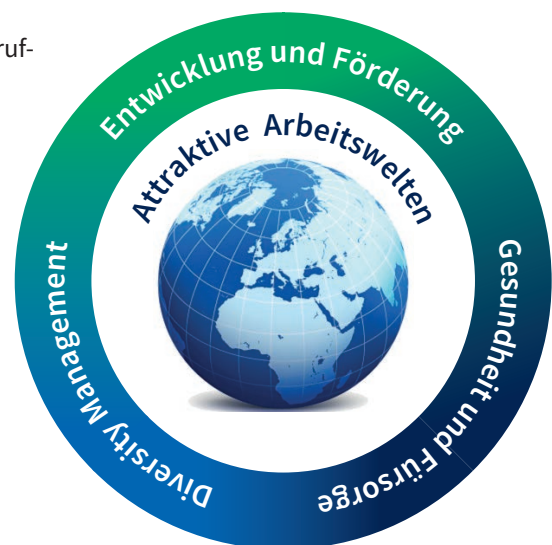 ruf-
Entwicklung und Förderung
Attraktive Arbeitswelten
Gesundheit und Fürsorge
Diversity Management